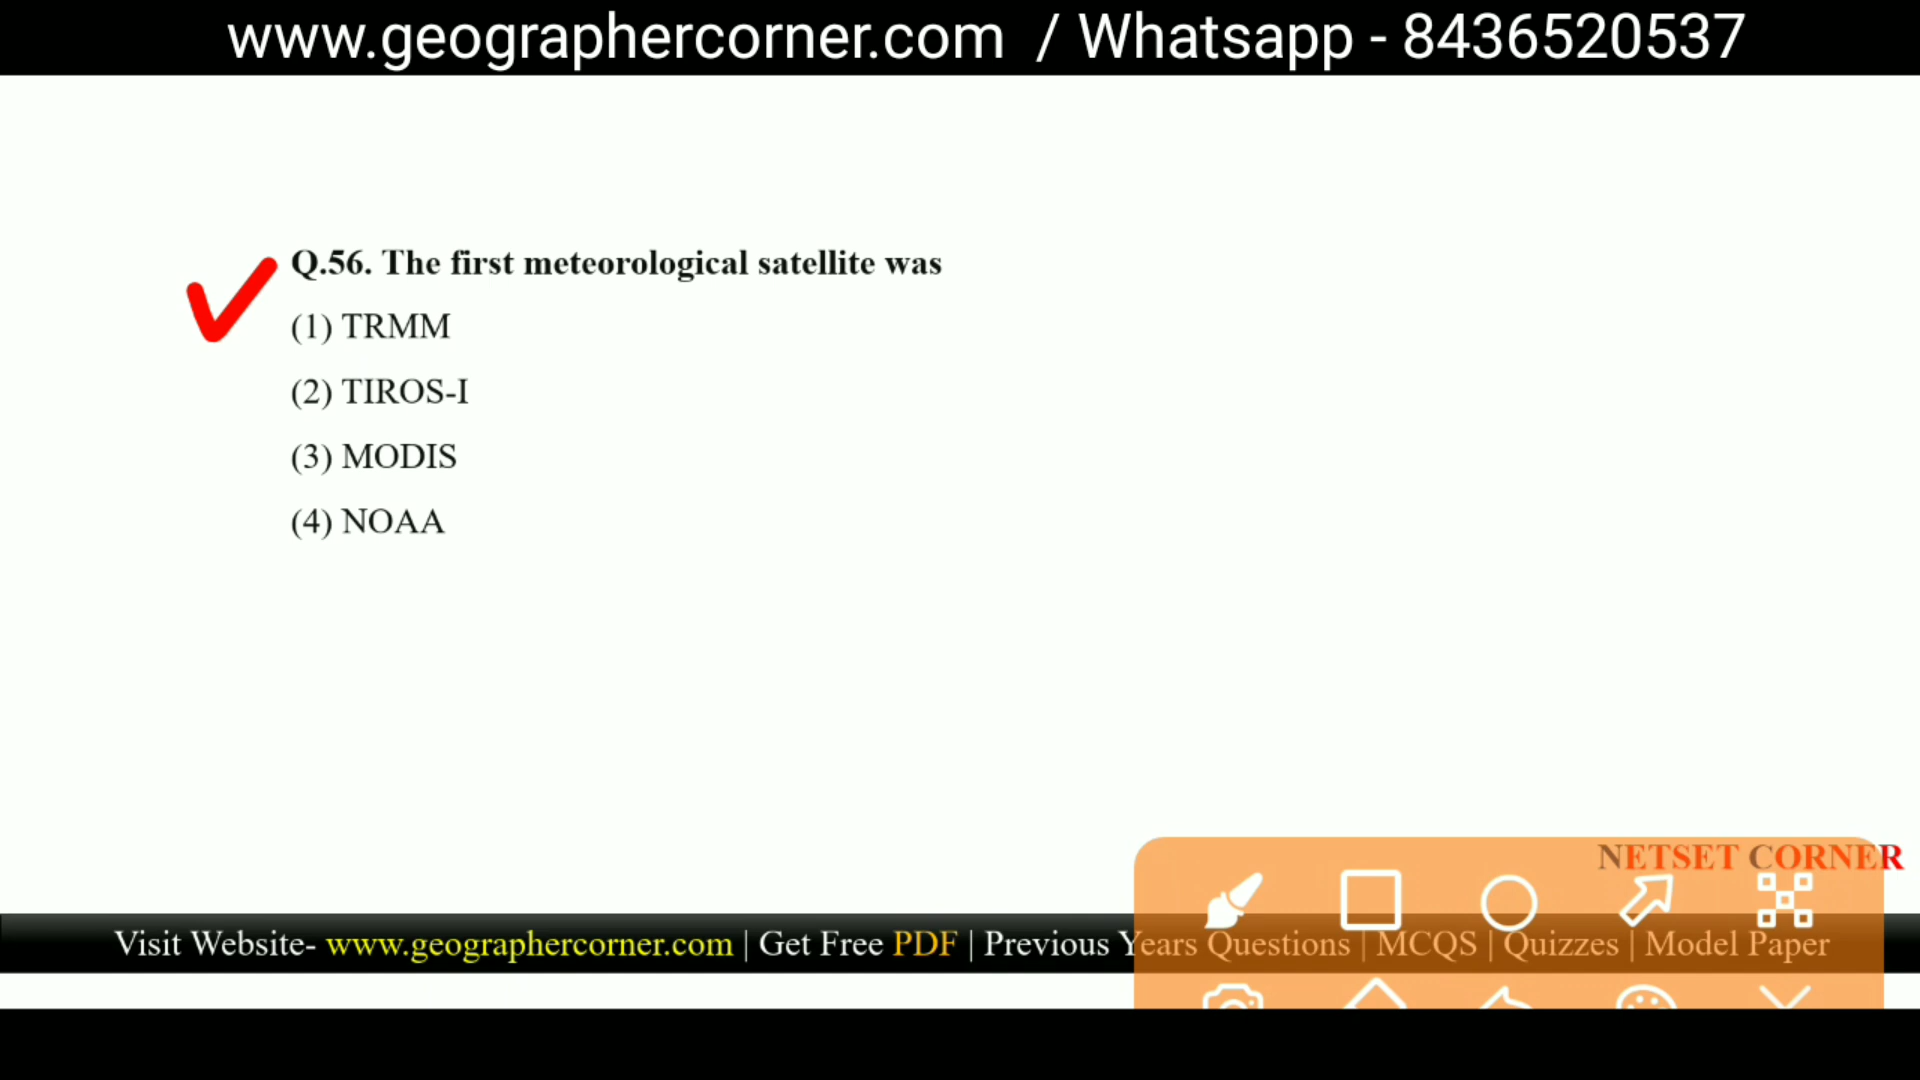 www.geographercorner.com / Whatsapp - 8436520537
Q.56. The first meteorological satellite was
(1) TRMM
(2) TIROS-I
(3) MODIS
(4) NOAA
NETSET CORNER
Visit Website- www.geographercorner.com | Get Free PDF | Previous Years Questions | MCQS | Quizzes | Model Paper